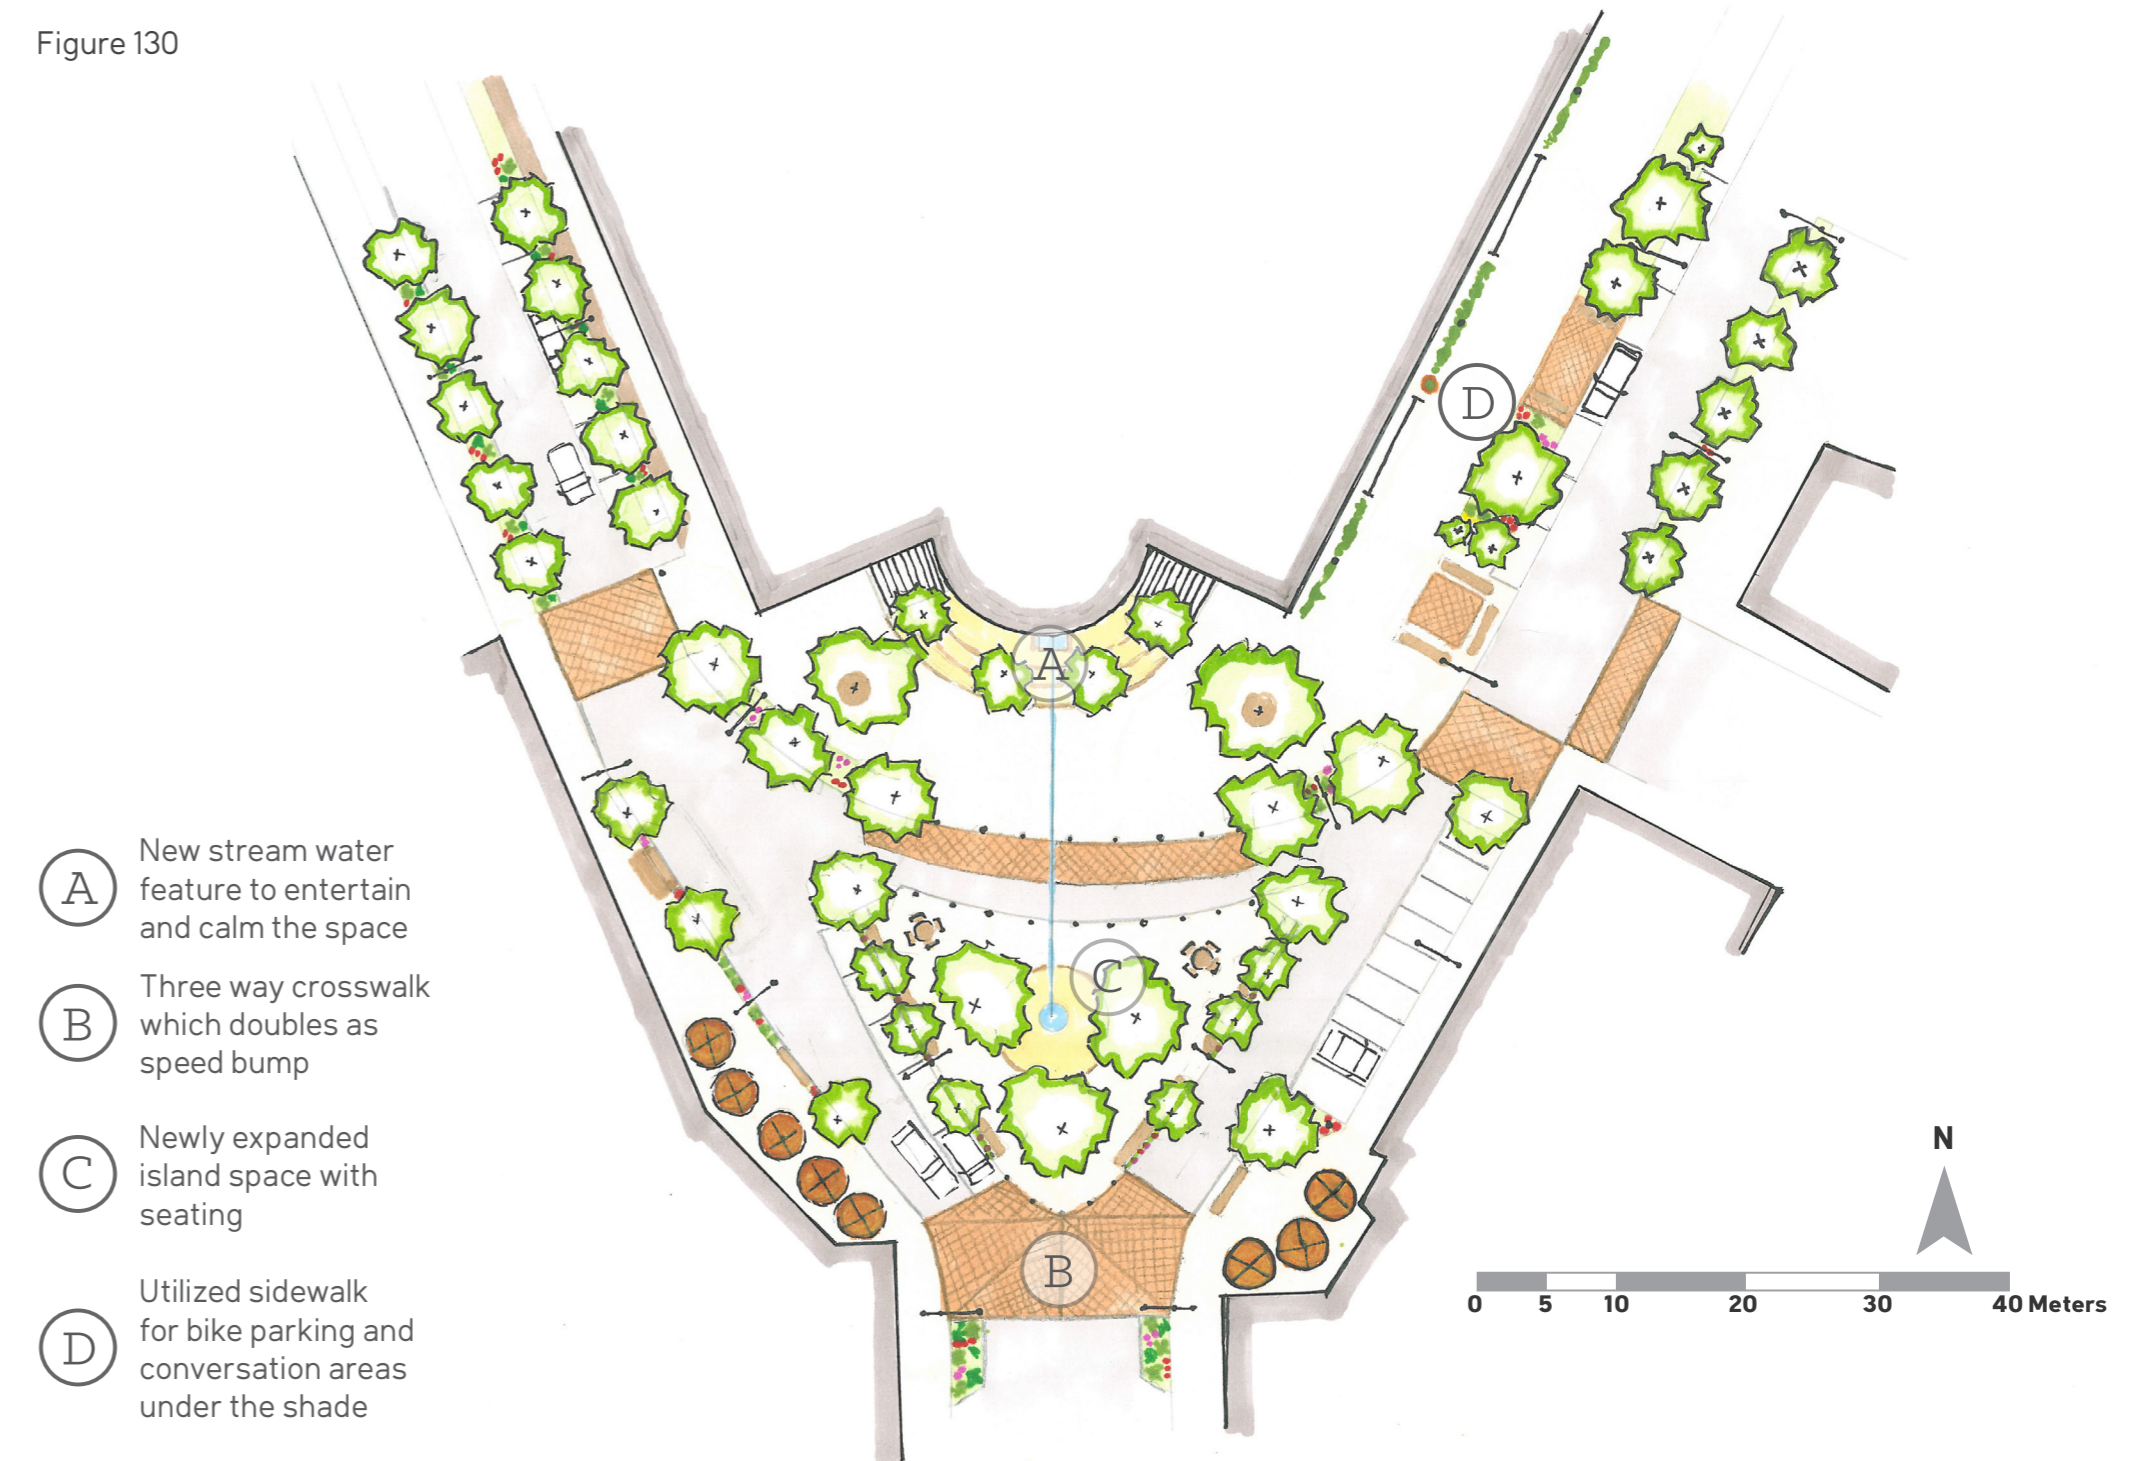 Figure 130
D
A
C
B
A
New stream water
feature to entertain
and calm the space
B
Three way crosswalk
which doubles as
speed bump
C
Newly expanded
island space with
seating
D
Utilized sidewalk
for bike parking and
conversation areas
under the shade
N
0 5 10 20 30 40 Meters